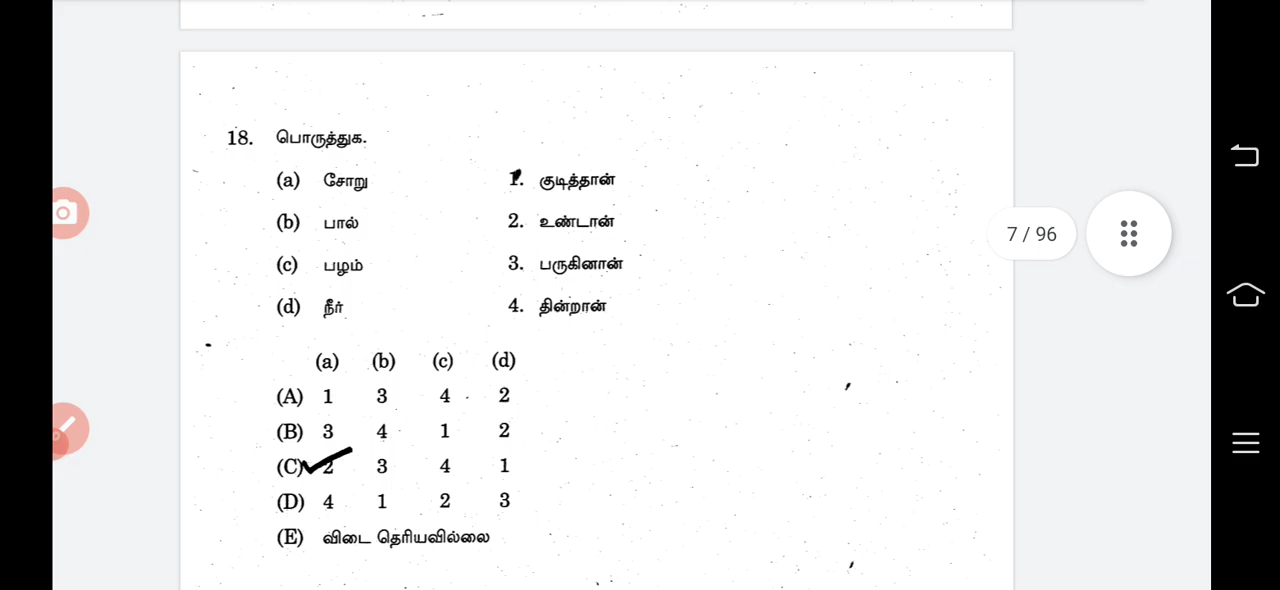 18. பொருத்துக.
(a) சோறு 1. குடித்தான்
(b) பால் 2. உண்டான்
(c) பழம் 3. பருகினான்
(d) நீர் 4. தின்றான்
(a) (b) (c) (d)
(A) 1 3 4 2
(B) 3 4 1 2
(C) 2 3 4 1
(D) 4 1 2 3
(E) விடை தெரியவில்லை
7 / 96